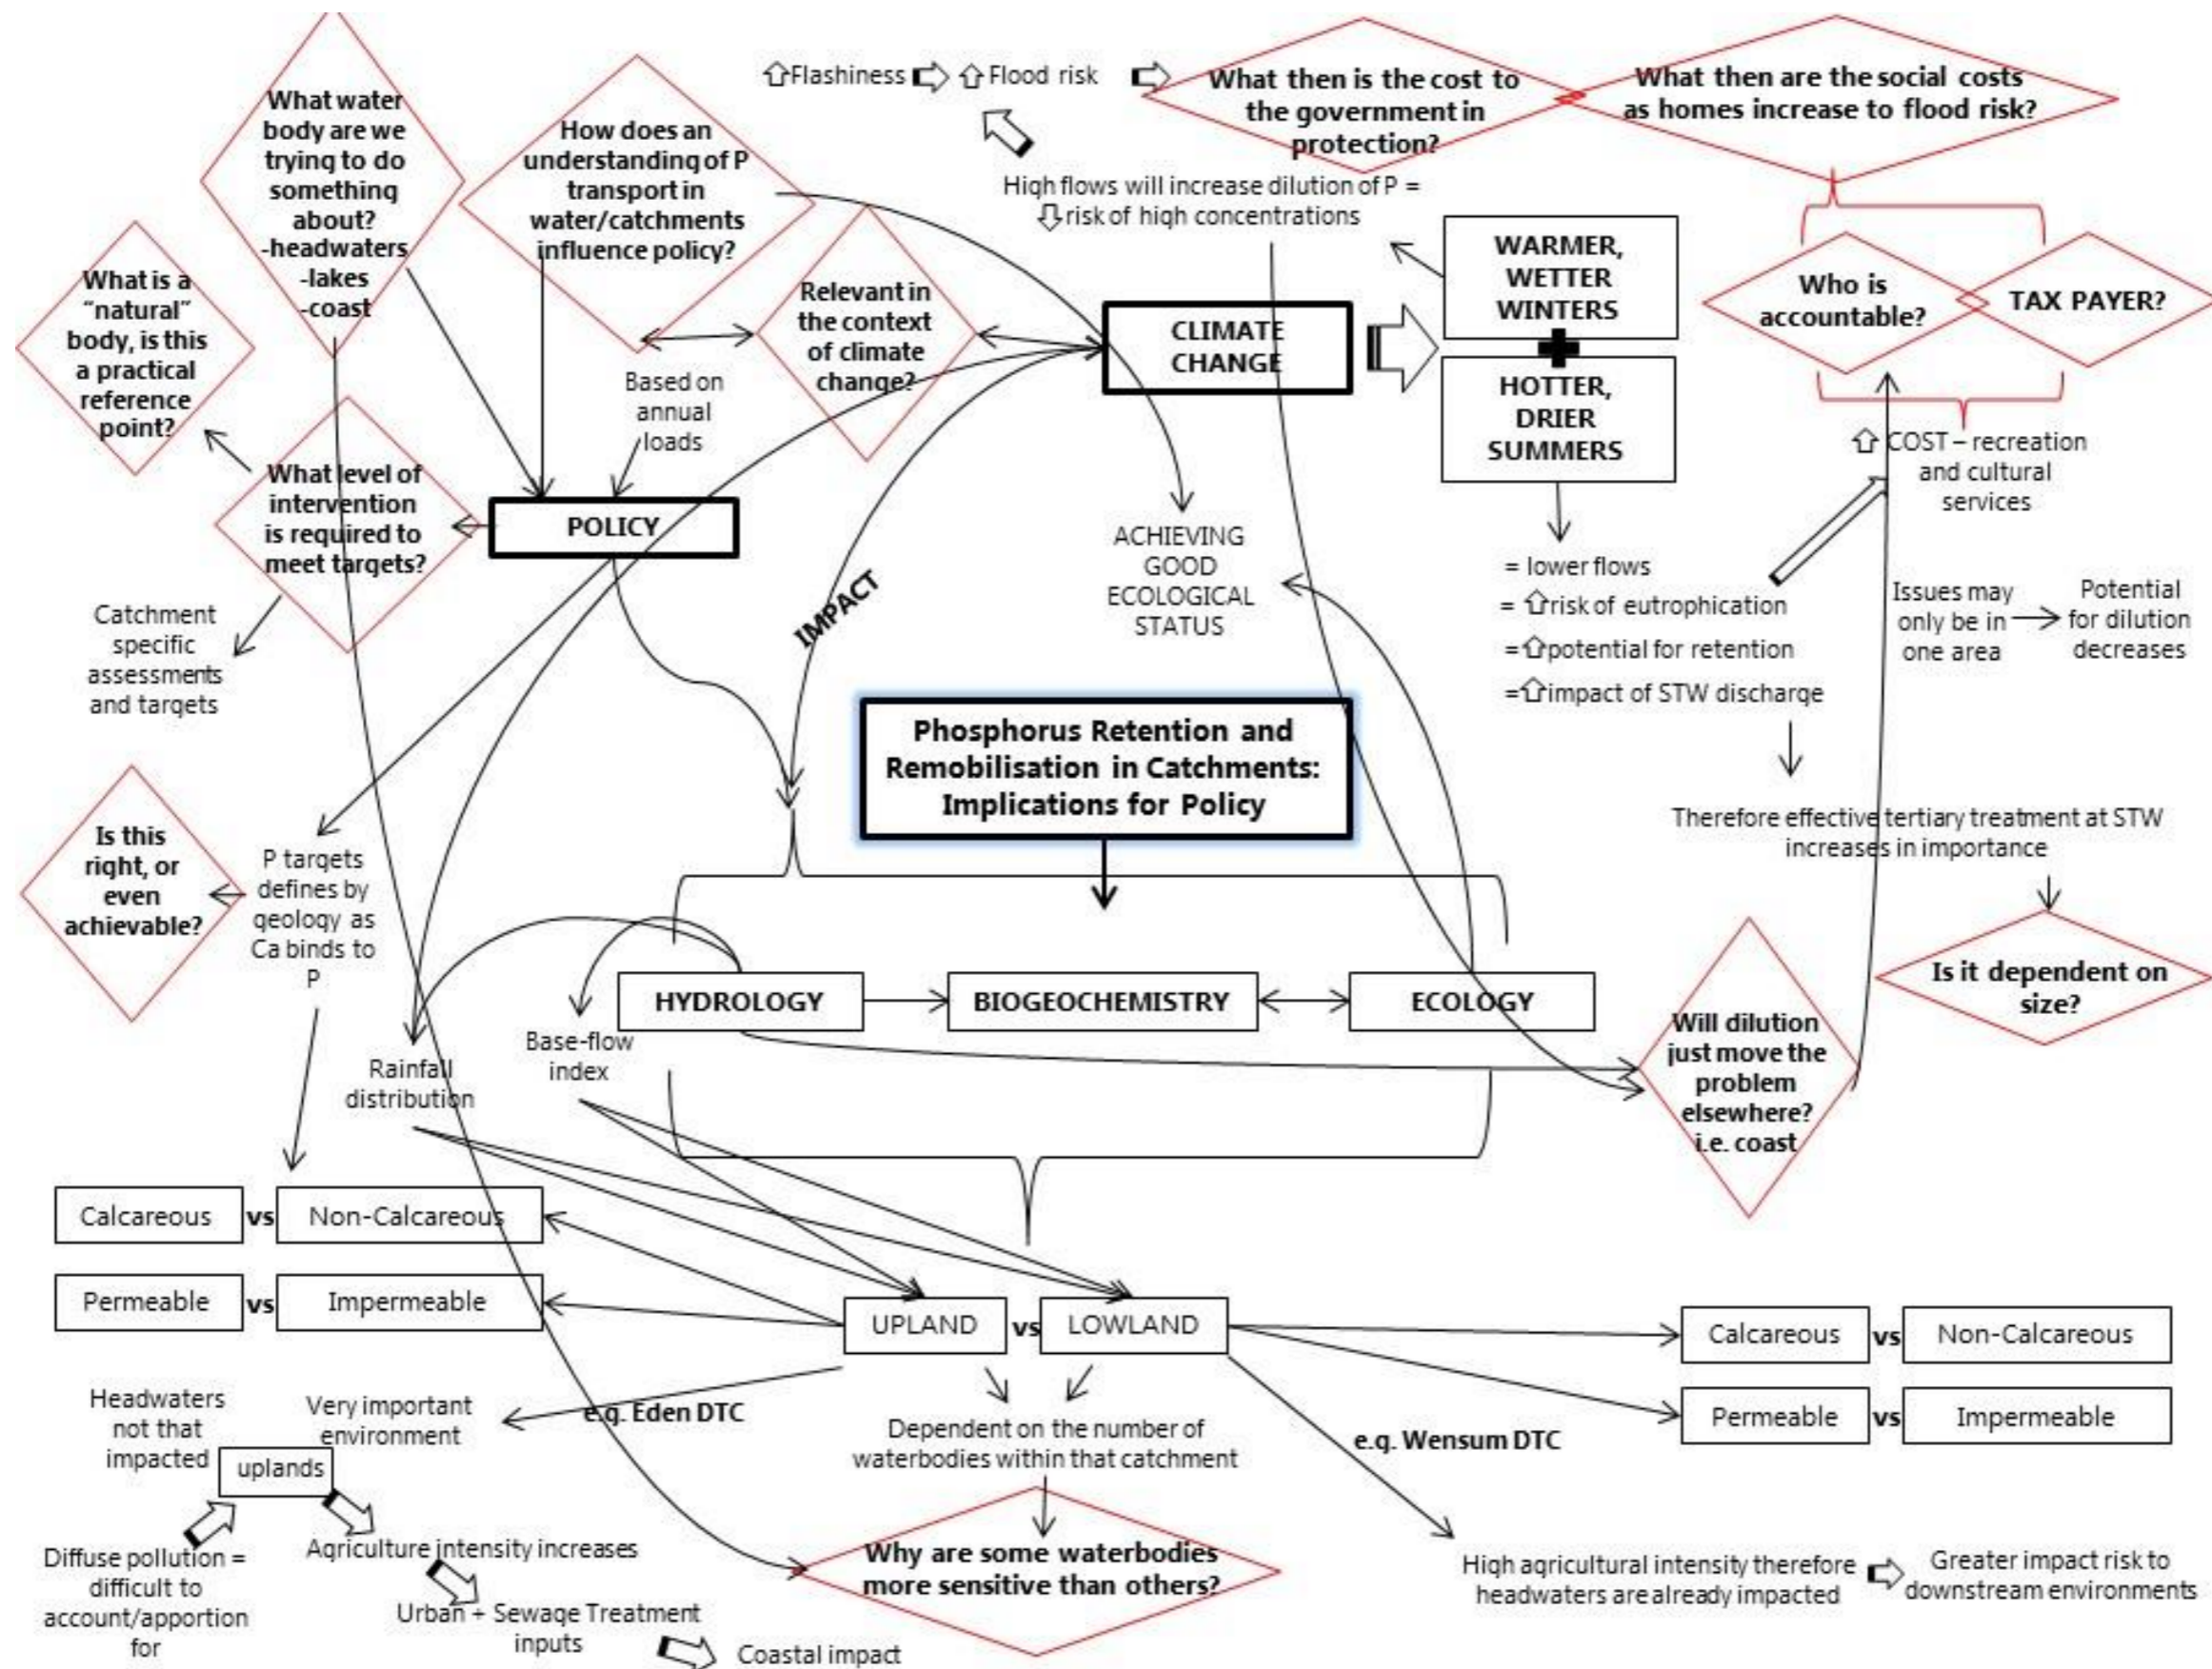 What water
body are we
trying to do
something
about?
-headwaters
-lakes
-coast
How does an
understanding of P
transport in
water/catchments
influence policy?
⇧Flashiness ⇨ ⇧ Flood risk ⇨
What then is the cost to
the government in
protection?
What then are the social costs
as homes increase to flood risk?
High flows will increase dilution of P =
⇩risk of high concentrations
What is a
“natural”
body, is this
a practical
reference
point?
Relevant in
the context
of climate
change?
CLIMATE
CHANGE
WARMER,
WETTER
WINTERS
HOTTER,
DRIER
SUMMERS
Who is
accountable?
TAX PAYER?
Based on
annual
loads
What level of
intervention
is required to
meet targets?
POLICY
⇧ COST – recreation
and cultural
services
ACHIEVING
GOOD
ECOLOGICAL
STATUS
IMPACT
= lower flows
= ⇧risk of eutrophication
=⇧potential for retention
=⇧impact of STW discharge
Issues may
only be in
one area
Potential
for dilution
decreases
Catchment
specific
assessments
and targets
Phosphorus Retention and
Remobilisation in Catchments:
Implications for Policy
Therefore effective tertiary treatment at STW
increases in importance
Is this
right, or
even
achievable?
P targets
defines by
geology as
Ca binds to
P
Is it dependent on
size?
HYDROLOGY
BIOGEOCHEMISTRY
ECOLOGY
Will dilution
just move the
problem
elsewhere?
i.e. coast
Rainfall
distribution
Base-flow
index
Calcareous vs Non-Calcareous
Permeable vs Impermeable
UPLAND vs LOWLAND
Calcareous vs Non-Calcareous
Permeable vs Impermeable
Headwaters
not that
impacted
Very important
environment
e.g. Eden DTC
Dependent on the number of
waterbodies within that catchment
e.g. Wensum DTC
uplands
Diffuse pollution =
difficult to
account/apportion
for
Agriculture intensity increases
Urban + Sewage Treatment
inputs
Coastal impact
Why are some waterbodies
more sensitive than others?
High agricultural intensity therefore
headwaters are already impacted
Greater impact risk to
downstream environments